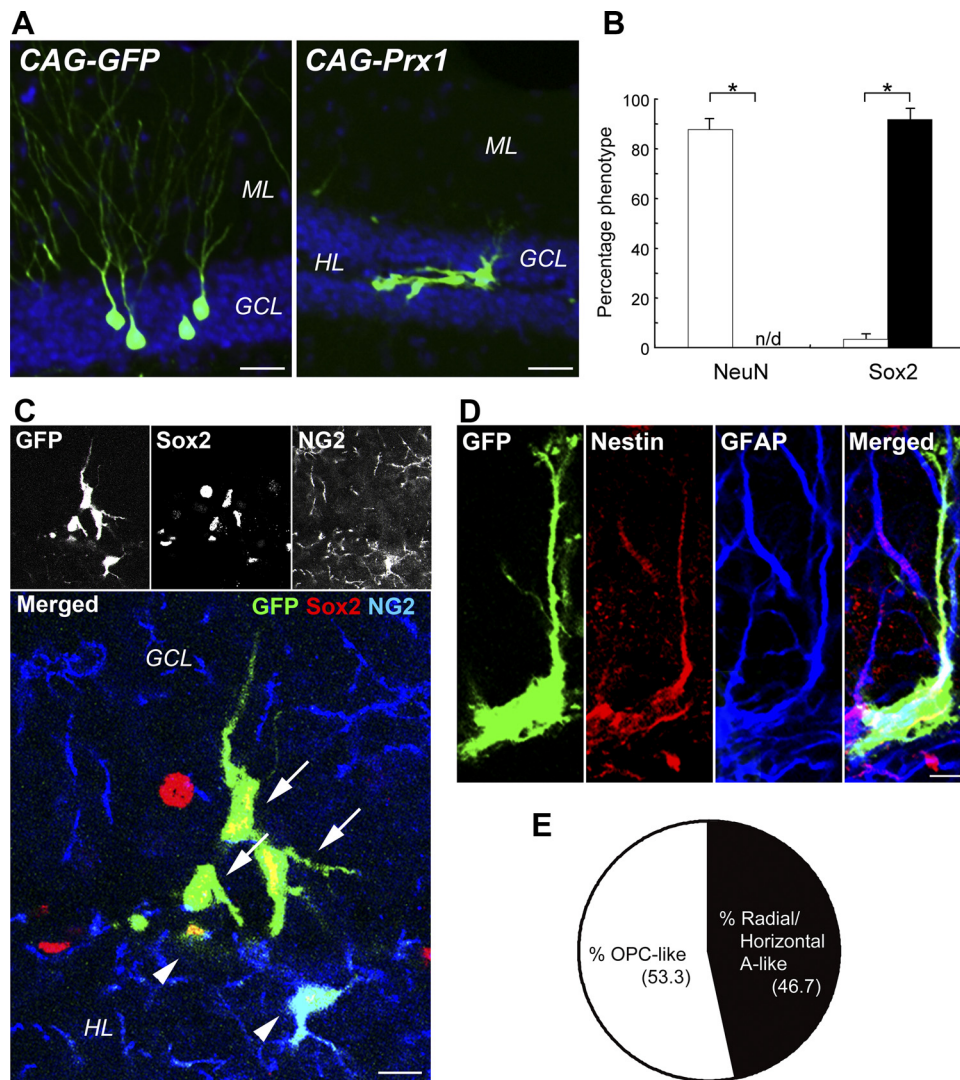 A
CAG-GFP
ML
GCL
CAG-Prx1
ML
HL
GCL
B
Percentage phenotype
100
80
60
40
20
0
*
*
n/d
NeuN
Sox2
C
GFP
Sox2
NG2
Merged
GFP Sox2 NG2
GCL
HL
D
GFP
Nestin
GFAP
Merged
E
% OPC-like
(53.3)
% Radial/
Horizontal
A-like
(46.7)